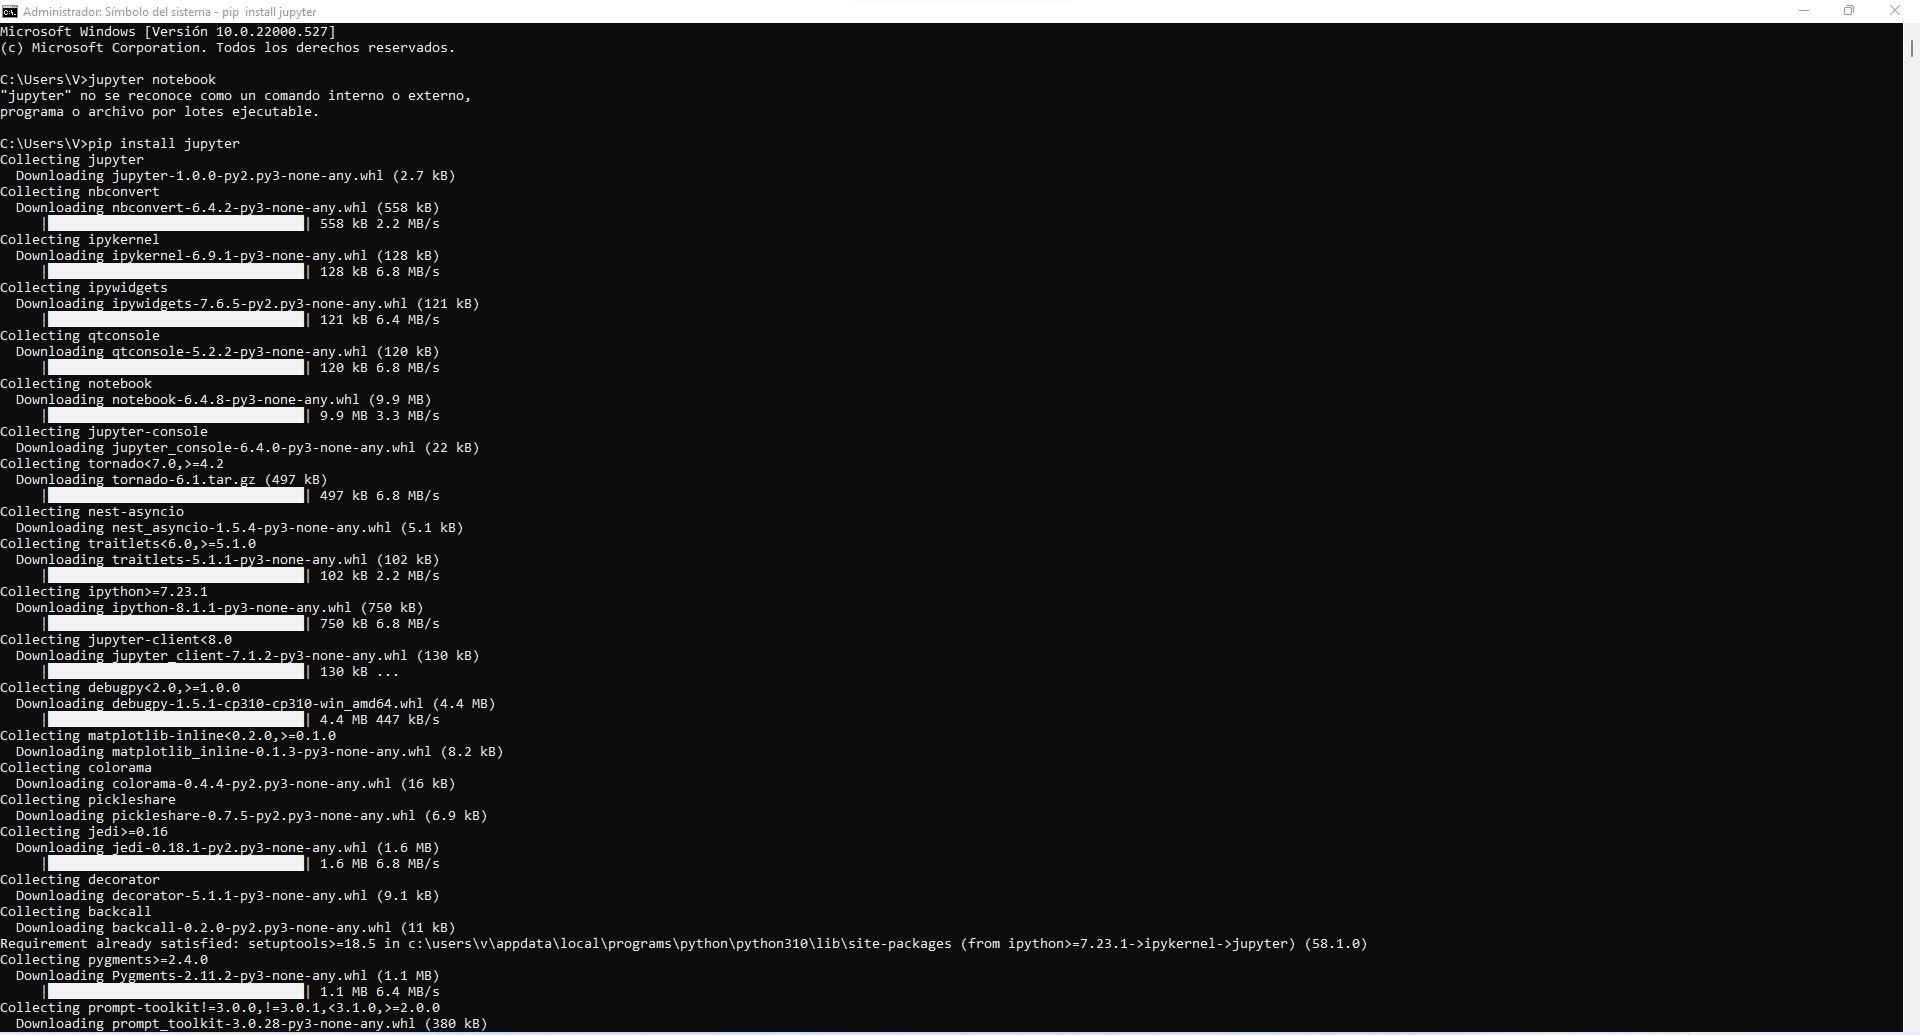 Administrador: Símbolo del sistema - pip  install jupyter
Microsoft Windows [Versión 10.0.22000.527]
(c) Microsoft Corporation. Todos los derechos reservados.
C:\Users\V>jupyter notebook
"jupyter" no se reconoce como un comando interno o externo,
programa o archivo por lotes ejecutable.
C:\Users\V>pip install jupyter
Collecting jupyter
  Downloading jupyter-1.0.0-py2.py3-none-any.whl (2.7 kB)
Collecting nbconvert
  Downloading nbconvert-6.4.2-py3-none-any.whl (558 kB)
| | 558 kB 2.2 MB/s
Collecting ipykernel
  Downloading ipykernel-6.9.1-py3-none-any.whl (128 kB)
| | 128 kB 6.8 MB/s
Collecting ipywidgets
  Downloading ipywidgets-7.6.5-py2.py3-none-any.whl (121 kB)
| | 121 kB 6.4 MB/s
Collecting qtconsole
  Downloading qtconsole-5.2.2-py3-none-any.whl (120 kB)
| | 120 kB 6.8 MB/s
Collecting notebook
  Downloading notebook-6.4.8-py3-none-any.whl (9.9 MB)
| | 9.9 MB 3.3 MB/s
Collecting jupyter-console
  Downloading jupyter_console-6.4.0-py3-none-any.whl (22 kB)
Collecting tornado<7.0,>=4.2
  Downloading tornado-6.1.tar.gz (497 kB)
| | 497 kB 6.8 MB/s
Collecting nest-asyncio
  Downloading nest_asyncio-1.5.4-py3-none-any.whl (5.1 kB)
Collecting traitlets<6.0,>=5.1.0
  Downloading traitlets-5.1.1-py3-none-any.whl (102 kB)
| | 102 kB 2.2 MB/s
Collecting ipython>=7.23.1
  Downloading ipython-8.1.1-py3-none-any.whl (750 kB)
| | 750 kB 6.8 MB/s
Collecting jupyter-client<8.0
  Downloading jupyter_client-7.1.2-py3-none-any.whl (130 kB)
| | 130 kB ...
Collecting debugpy<2.0,>=1.0.0
  Downloading debugpy-1.5.1-cp310-cp310-win_amd64.whl (4.4 MB)
| | 4.4 MB 447 kB/s
Collecting matplotlib-inline<0.2.0,>=0.1.0
  Downloading matplotlib_inline-0.1.3-py3-none-any.whl (8.2 kB)
Collecting colorama
  Downloading colorama-0.4.4-py2.py3-none-any.whl (16 kB)
Collecting pickleshare
  Downloading pickleshare-0.7.5-py2.py3-none-any.whl (6.9 kB)
Collecting jedi>=0.16
  Downloading jedi-0.18.1-py2.py3-none-any.whl (1.6 MB)
| | 1.6 MB 6.8 MB/s
Collecting decorator
  Downloading decorator-5.1.1-py3-none-any.whl (9.1 kB)
Collecting backcall
  Downloading backcall-0.2.0-py2.py3-none-any.whl (11 kB)
Requirement already satisfied: setuptools>=18.5 in c:\users\v\appdata\local\programs\python\python310\lib\site-packages (from ipython>=7.23.1->ipykernel->jupyter) (58.1.0)
Collecting pygments>=2.4.0
  Downloading Pygments-2.11.2-py3-none-any.whl (1.1 MB)
| | 1.1 MB 6.4 MB/s
Collecting prompt-toolkit!=3.0.0,!=3.0.1,<3.1.0,>=2.0.0
  Downloading prompt_toolkit-3.0.28-py3-none-any.whl (380 kB)